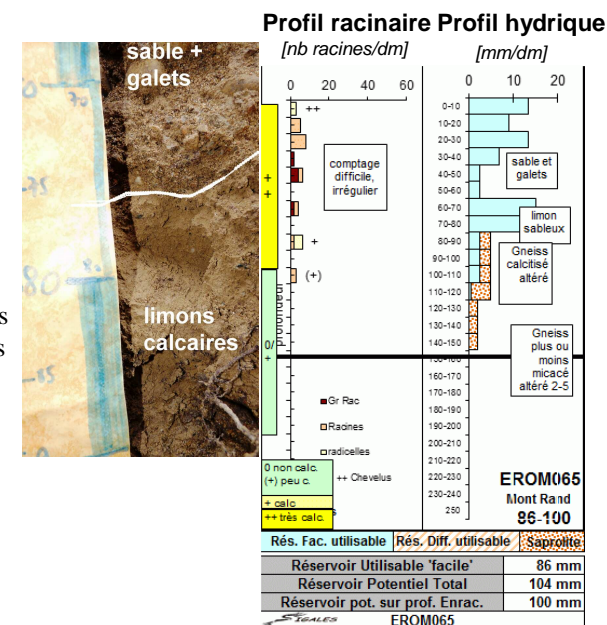 Profil racinaire Profil hydrique
[nb racines/dm] [mm/dm]
sable +
galets
limons
calcaires
s
s
70
75
80
85
0 20 40 60
++
+
+
comptage
difficile,
irrégulier
+
(+)
0/
+
Gr Rac
Racines
radicelles
++ Chevelus
0 non calc.
(+) peu c.
+ calc
++ très calc.
0 10 20
0-10
10-20
20-30
30-40
40-50
50-60
60-70
70-80
80-90
90-100
100-110
110-120
120-130
130-140
140-150
150-160
160-170
170-180
180-190
190-200
200-210
210-220
220-230
230-240
250
sable et
galets
limon
sableux
Gneiss
calcitisé
altéré
Gneiss
plus ou
moins
micacé
altéré 2-5
EROM065
Mont Rand
86-100
Rés. Fac. utilisable Rés. Diff. utilisable Saprolite
Réservoir Utilisable 'facile' 86 mm
Réservoir Potentiel Total 104 mm
Réservoir pot. sur prof. Enrac. 100 mm
SIGALES EROM065